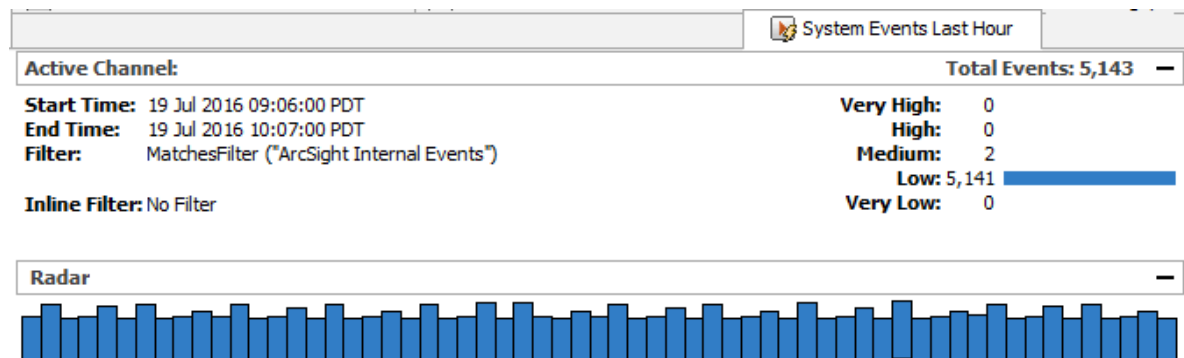 System Events Last Hour
Active Channel: Total Events: 5,143
Start Time: 19 Jul 2016 09:06:00 PDT Very High: 0
End Time: 19 Jul 2016 10:07:00 PDT High: 0
Filter: MatchesFilter ("ArcSight Internal Events") Medium: 2
Low: 5,141
Inline Filter: No Filter Very Low: 0
Radar